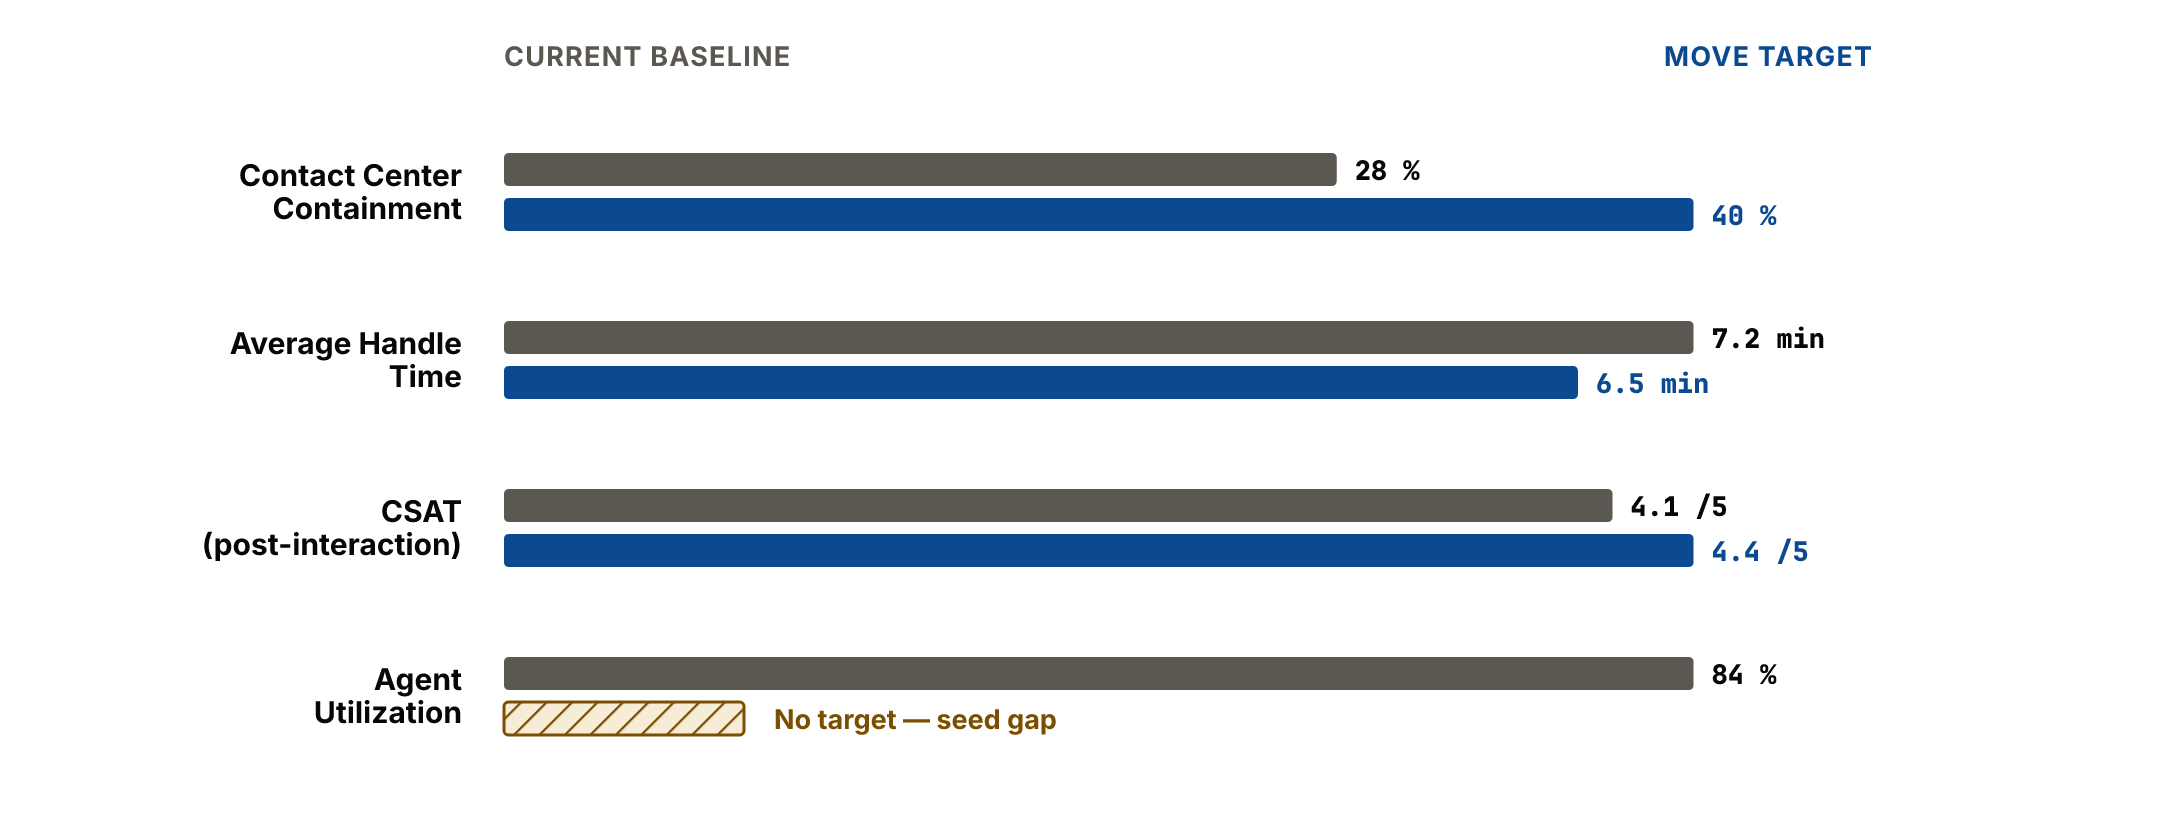 CURRENT BASELINE
MOVE TARGET
Contact Center
Containment
28 %
40 %
Average Handle
Time
7.2 min
6.5 min
CSAT
(post-interaction)
4.1 /5
4.4 /5
Agent
Utilization
84 %
No target — seed gap